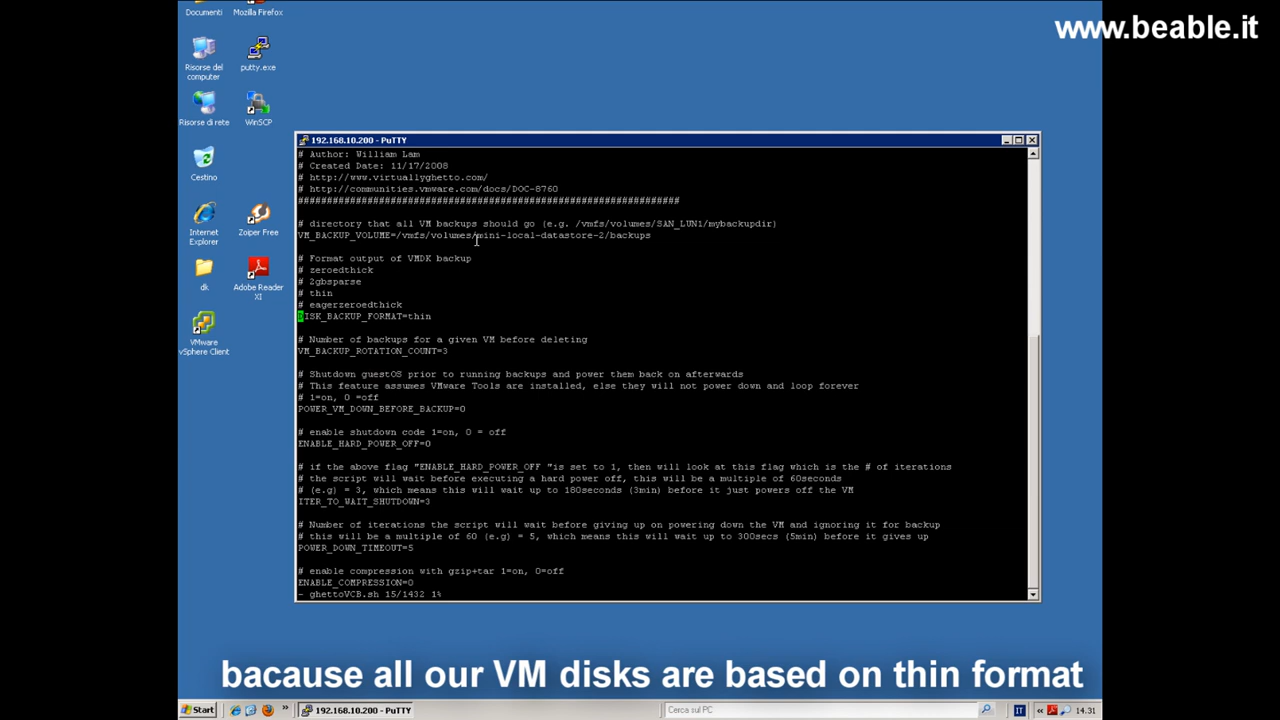 Documenti
Mozilla Firefox
www.beable.it
Risorse del
computer
putty.exe
Risorse di rete
WinSCP
Cestino
Internet
Explorer
Zoiper Free
dk
Adobe Reader
XI
VMware
vSphere Client
192.168.10.200 - PuTTY
# Author: William Lam
# Created Date: 11/17/2008
# http://www.virtuallyghetto.com/
# http://communities.vmware.com/docs/DOC-8760
##################################################################
# directory that all VM backups should go (e.g. /vmfs/volumes/SAN_LUN1/mybackupdir)
VM_BACKUP_VOLUME=/vmfs/volumes/mini-local-datastore-2/backups
# Format output of VMDK backup
# zeroedthick
# 2gbsparse
# thin
# eagerzeroedthick
DISK_BACKUP_FORMAT=thin
# Number of backups for a given VM before deleting
VM_BACKUP_ROTATION_COUNT=3
# Shutdown guestOS prior to running backups and power them back on afterwards
# This feature assumes VMware Tools are installed, else they will not power down and loop forever
# 1=on, 0 =off
POWER_VM_DOWN_BEFORE_BACKUP=0
# enable shutdown code 1=on, 0 = off
ENABLE_HARD_POWER_OFF=0
# if the above flag "ENABLE_HARD_POWER_OFF "is set to 1, then will look at this flag which is the # of iterations
# the script will wait before executing a hard power off, this will be a multiple of 60seconds
# (e.g) = 3, which means this will wait up to 180seconds (3min) before it just powers off the VM
ITER_TO_WAIT_SHUTDOWN=3
# Number of iterations the script will wait before giving up on powering down the VM and ignoring it for backup
# this will be a multiple of 60 (e.g) = 5, which means this will wait up to 300secs (5min) before it gives up
POWER_DOWN_TIMEOUT=5
# enable compression with gzip+tar 1=on, 0=off
ENABLE_COMPRESSION=0
- ghettoVCB.sh 15/1432 1%
bacause all our VM disks are based on thin format
Start
192.168.10.200 - PuTTY
Cerca sul PC
IT
14.31